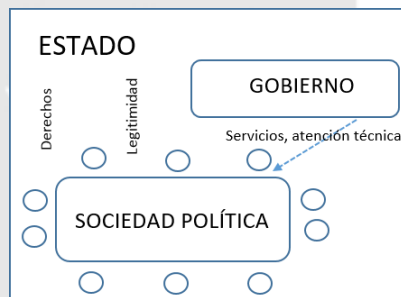 ESTADO
GOBIERNO
Derechos
Legitimidad
Servicios, atención técnica
SOCIEDAD POLÍTICA